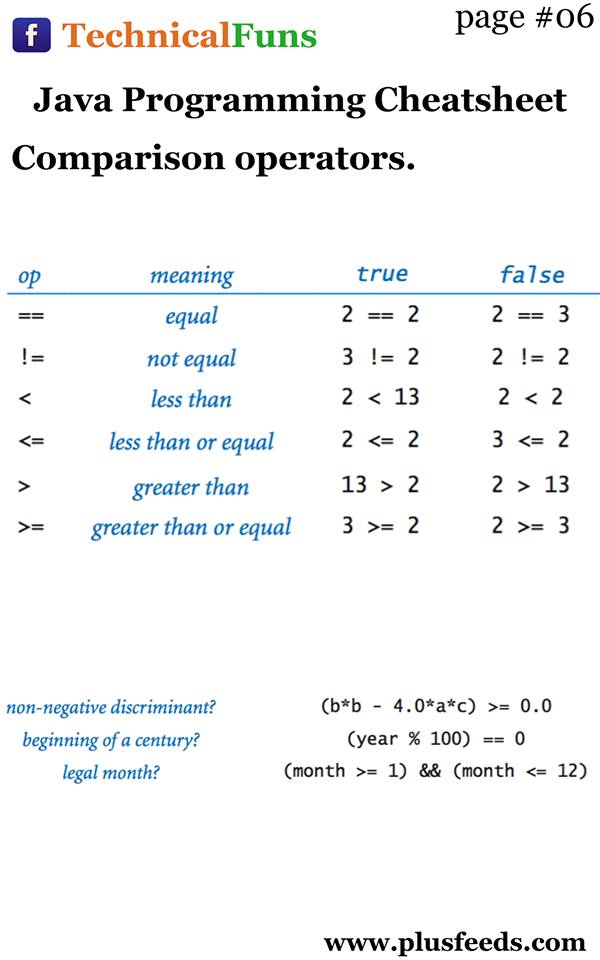 page #06
f TechnicalFuns
Java Programming Cheatsheet
Comparison operators.
op meaning true false
== equal 2 == 2 2 == 3
!= not equal 3 != 2 2 != 2
< less than 2 < 13 2 < 2
<= less than or equal 2 <= 2 3 <= 2
> greater than 13 > 2 2 > 13
>= greater than or equal 3 >= 2 2 >= 3
non-negative discriminant? (b*b - 4.0*a*c) >= 0.0
beginning of a century? (year % 100) == 0
legal month? (month >= 1) && (month <= 12)
www.plusfeeds.com